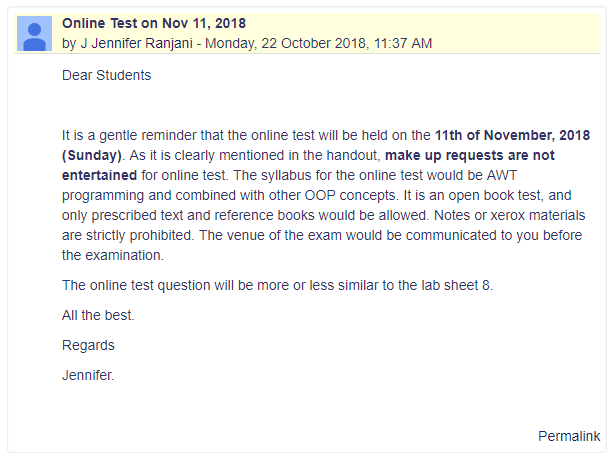 Online Test on Nov 11, 2018
by J Jennifer Ranjani - Monday, 22 October 2018, 11:37 AM
Dear Students
It is a gentle reminder that the online test will be held on the 11th of November, 2018
(Sunday). As it is clearly mentioned in the handout, make up requests are not
entertained for online test. The syllabus for the online test would be AWT
programming and combined with other OOP concepts. It is an open book test, and
only prescribed text and reference books would be allowed. Notes or xerox materials
are strictly prohibited. The venue of the exam would be communicated to you before
the examination.
The online test question will be more or less similar to the lab sheet 8.
All the best.
Regards
Jennifer.
Permalink